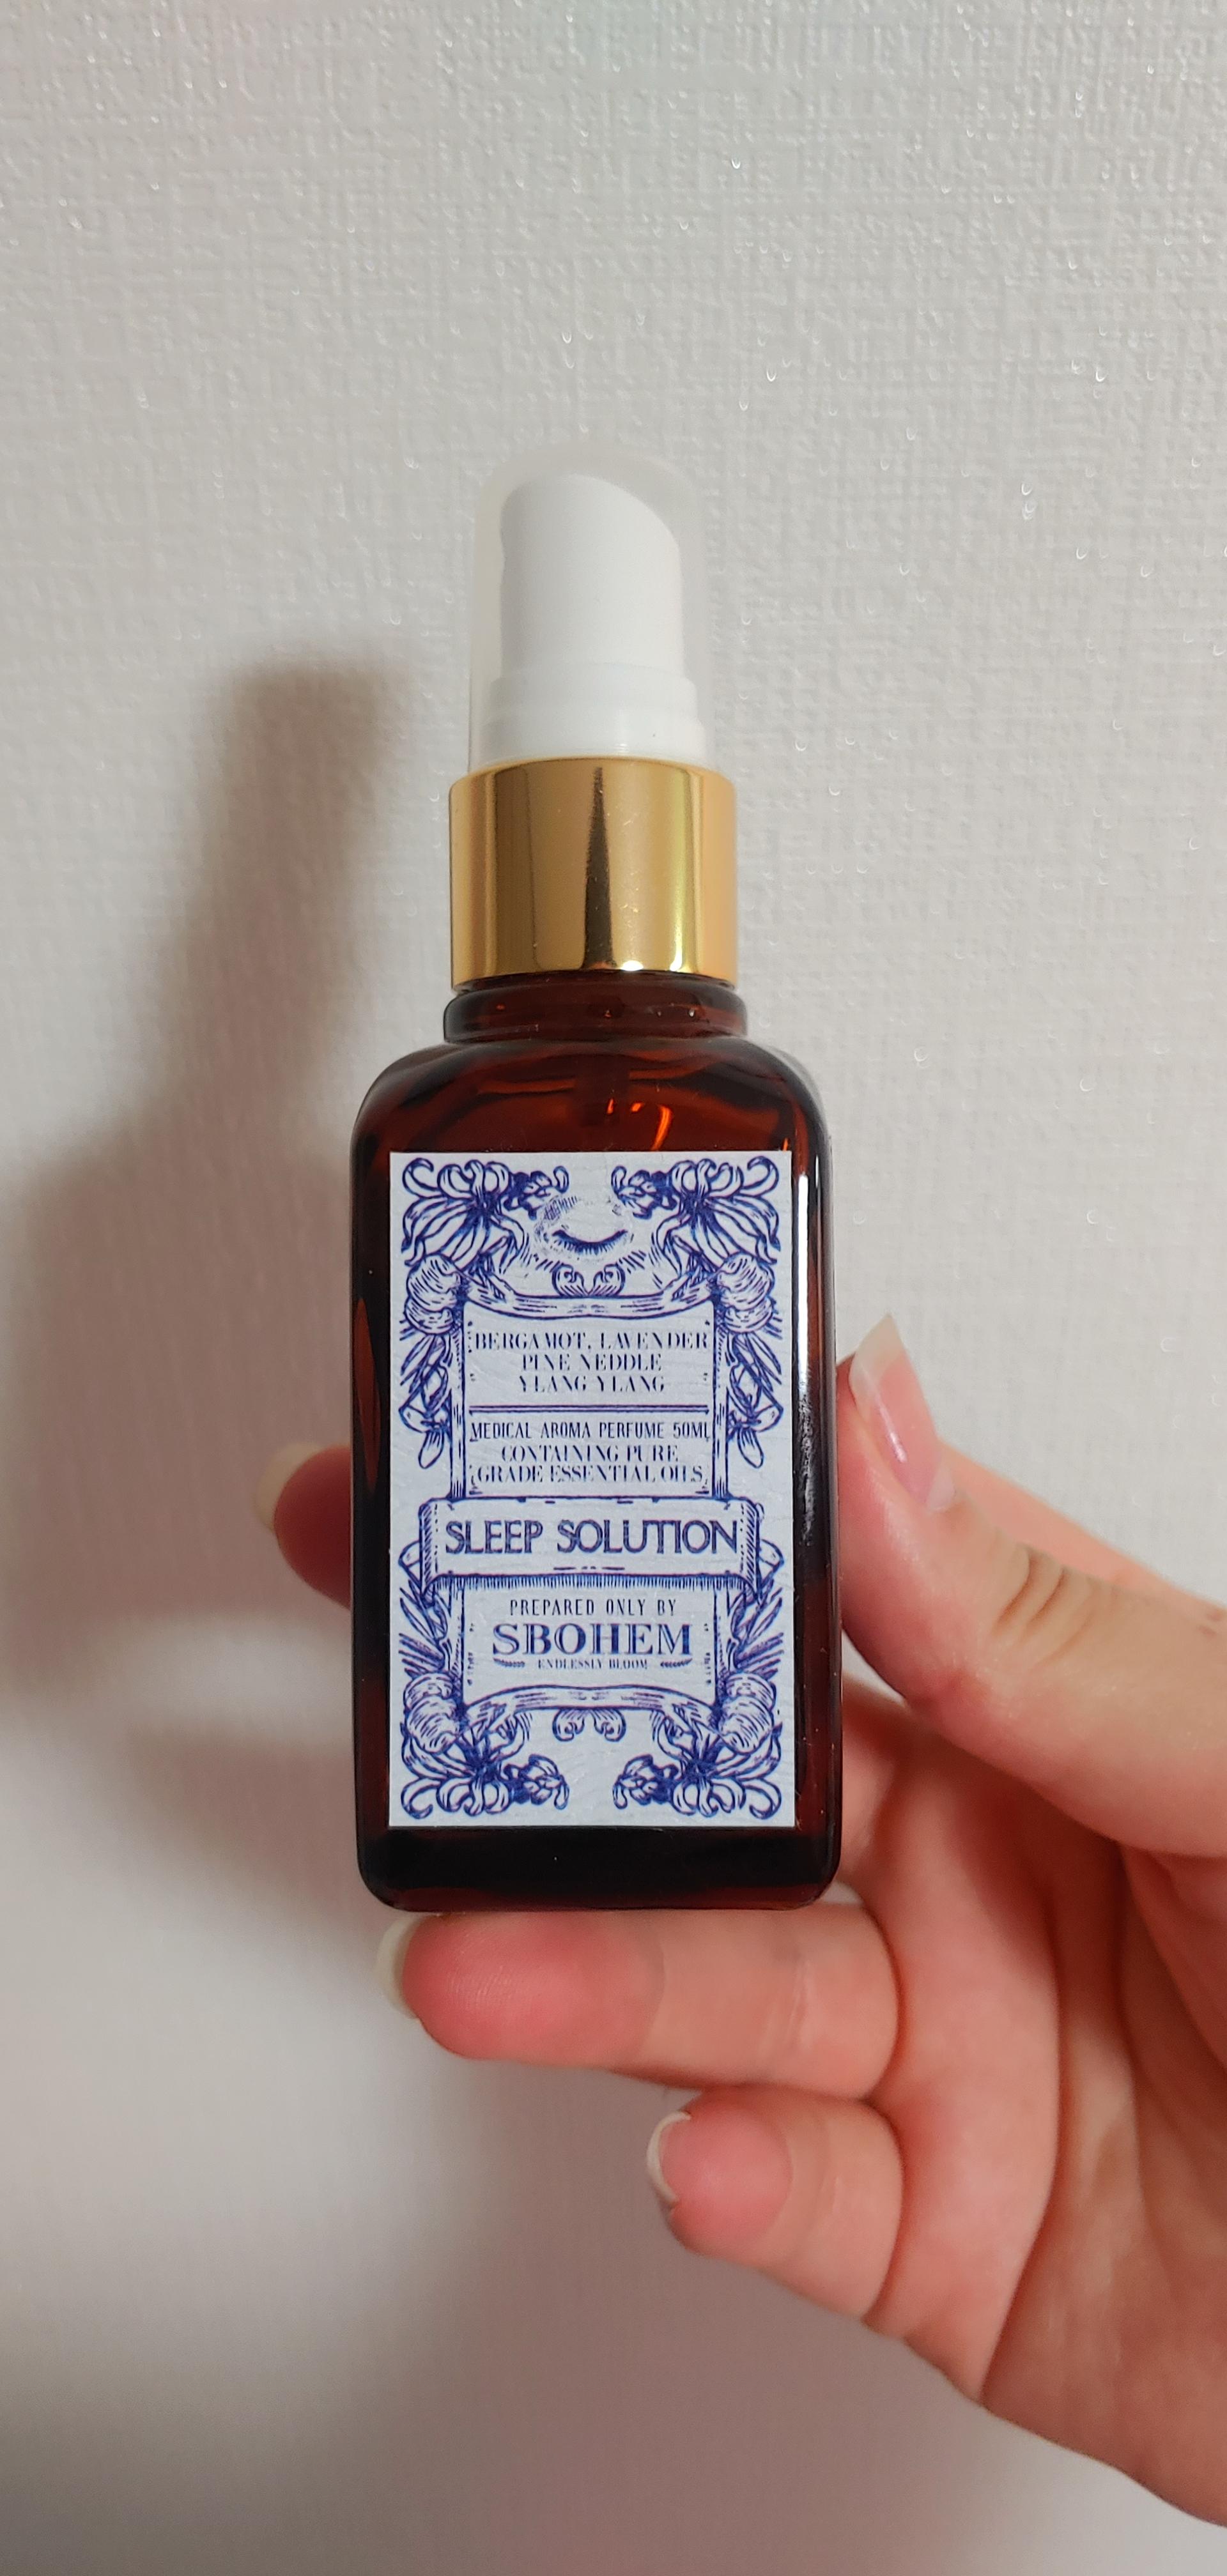 BERGAMOT, LAVENDER
PINE NEDDLE
YLANG YLANG
MEDICAL AROMA PERFUME 50ML
CONTAINING PURE
GRADE ESSENTIAL OILS
SLEEP SOLUTION
PREPARED ONLY BY
SBOHEM
ENDLESSLY BLOOM